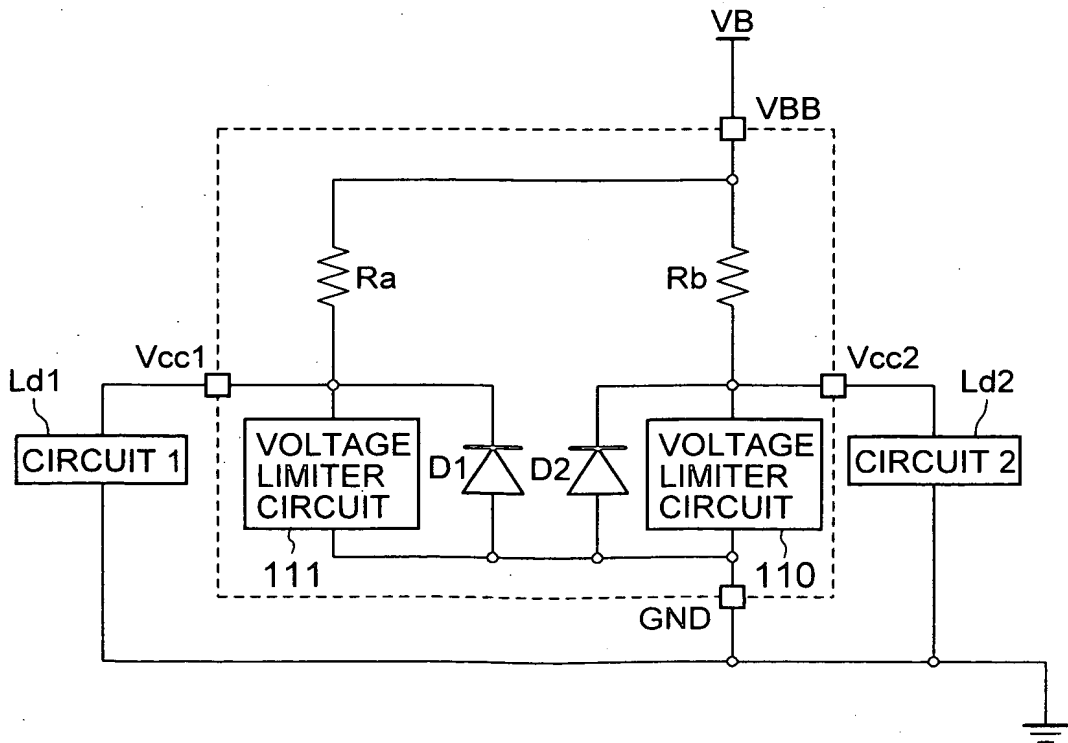 VB
VBB
Ra
Rb
Vcc1
Vcc2
Ld1
Ld2
CIRCUIT 1
VOLTAGE
LIMITER
CIRCUIT
D1
D2
VOLTAGE
LIMITER
CIRCUIT
CIRCUIT 2
111
110
GND